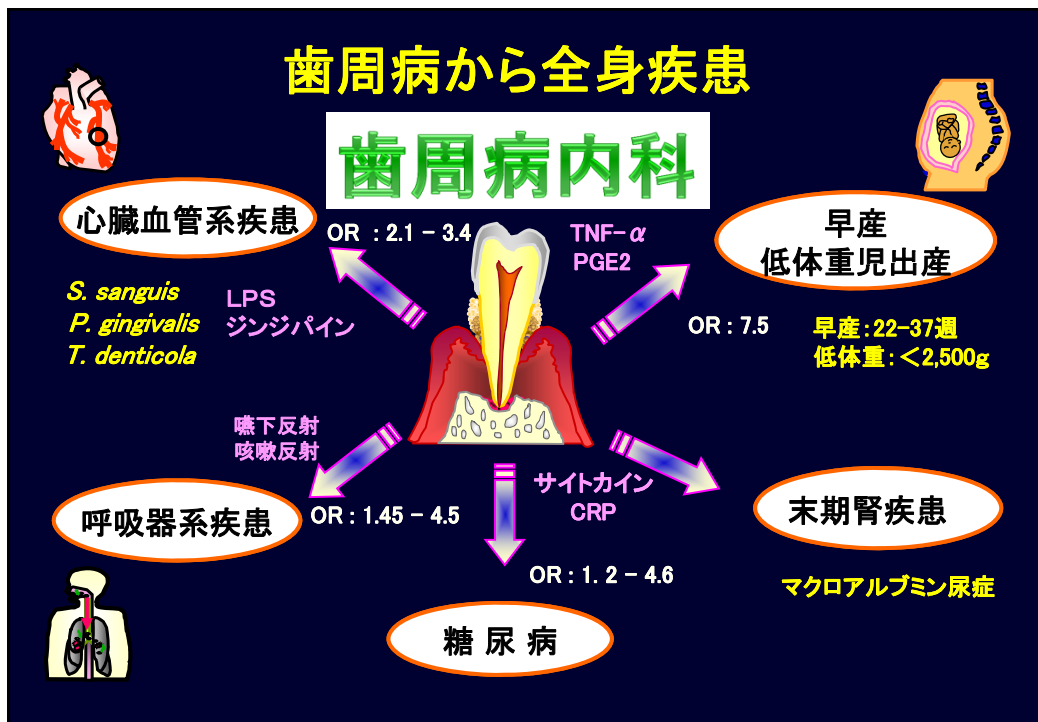 歯周病から全身疾患
歯周病内科
心臓血管系疾患
OR ：2.1 － 3.4
S. sanguis
P. gingivalis
T. denticola
LPS
ジンジパイン
TNF-α
PGE2
早産
低体重児出産
OR : 7.5
早産：22-37週
低体重：＜2,500g
嚥下反射
咳嗽反射
呼吸器系疾患
OR : 1.45 － 4.5
サイトカイン
CRP
OR : 1. 2 － 4.6
糖 尿 病
末期腎疾患
マクロアルブミン尿症